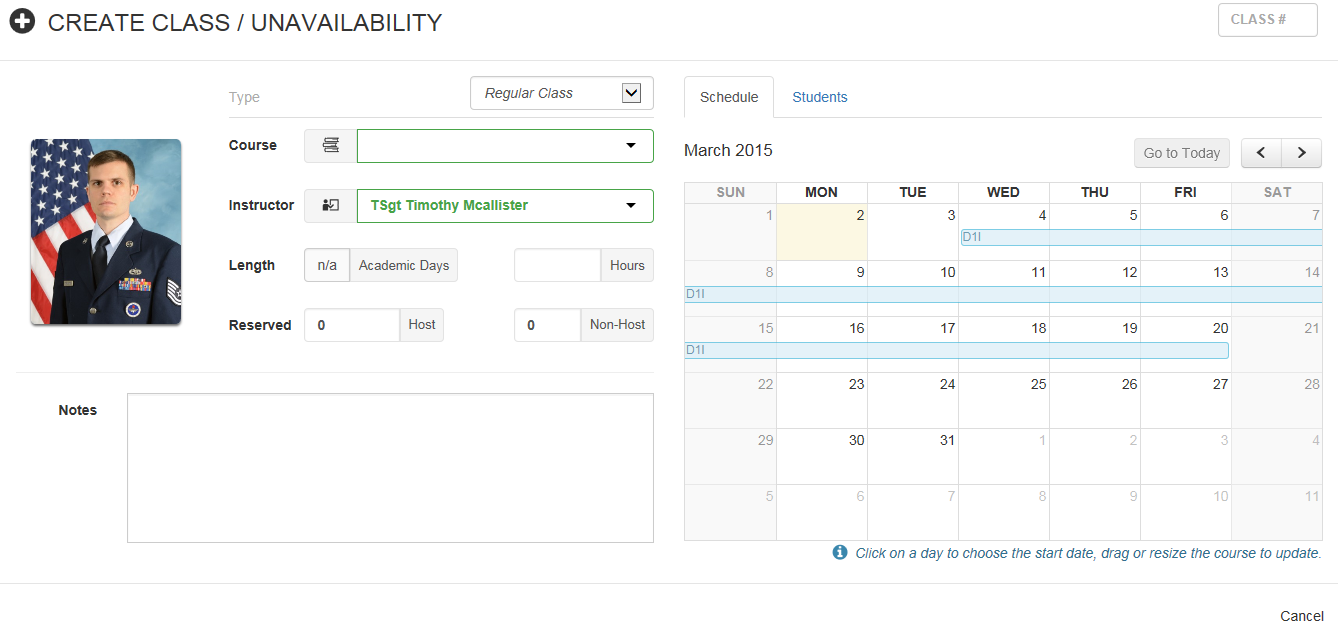 CREATE CLASS / UNAVAILABILITY
CLASS #
Type
Regular Class
Course
Instructor
TSgt Timothy Mcallister
Length
n/a Academic Days
Hours
Reserved
0 Host
0 Non-Host
Notes
Schedule
Students
March 2015
Go to Today
SUN MON TUE WED THU FRI SAT
1 2 3 4 5 6 7
D1I
8 9 10 11 12 13 14
D1I
15 16 17 18 19 20 21
D1I
22 23 24 25 26 27 28
29 30 31 1 2 3 4
5 6 7 8 9 10 11
Click on a day to choose the start date, drag or resize the course to update.
Cancel